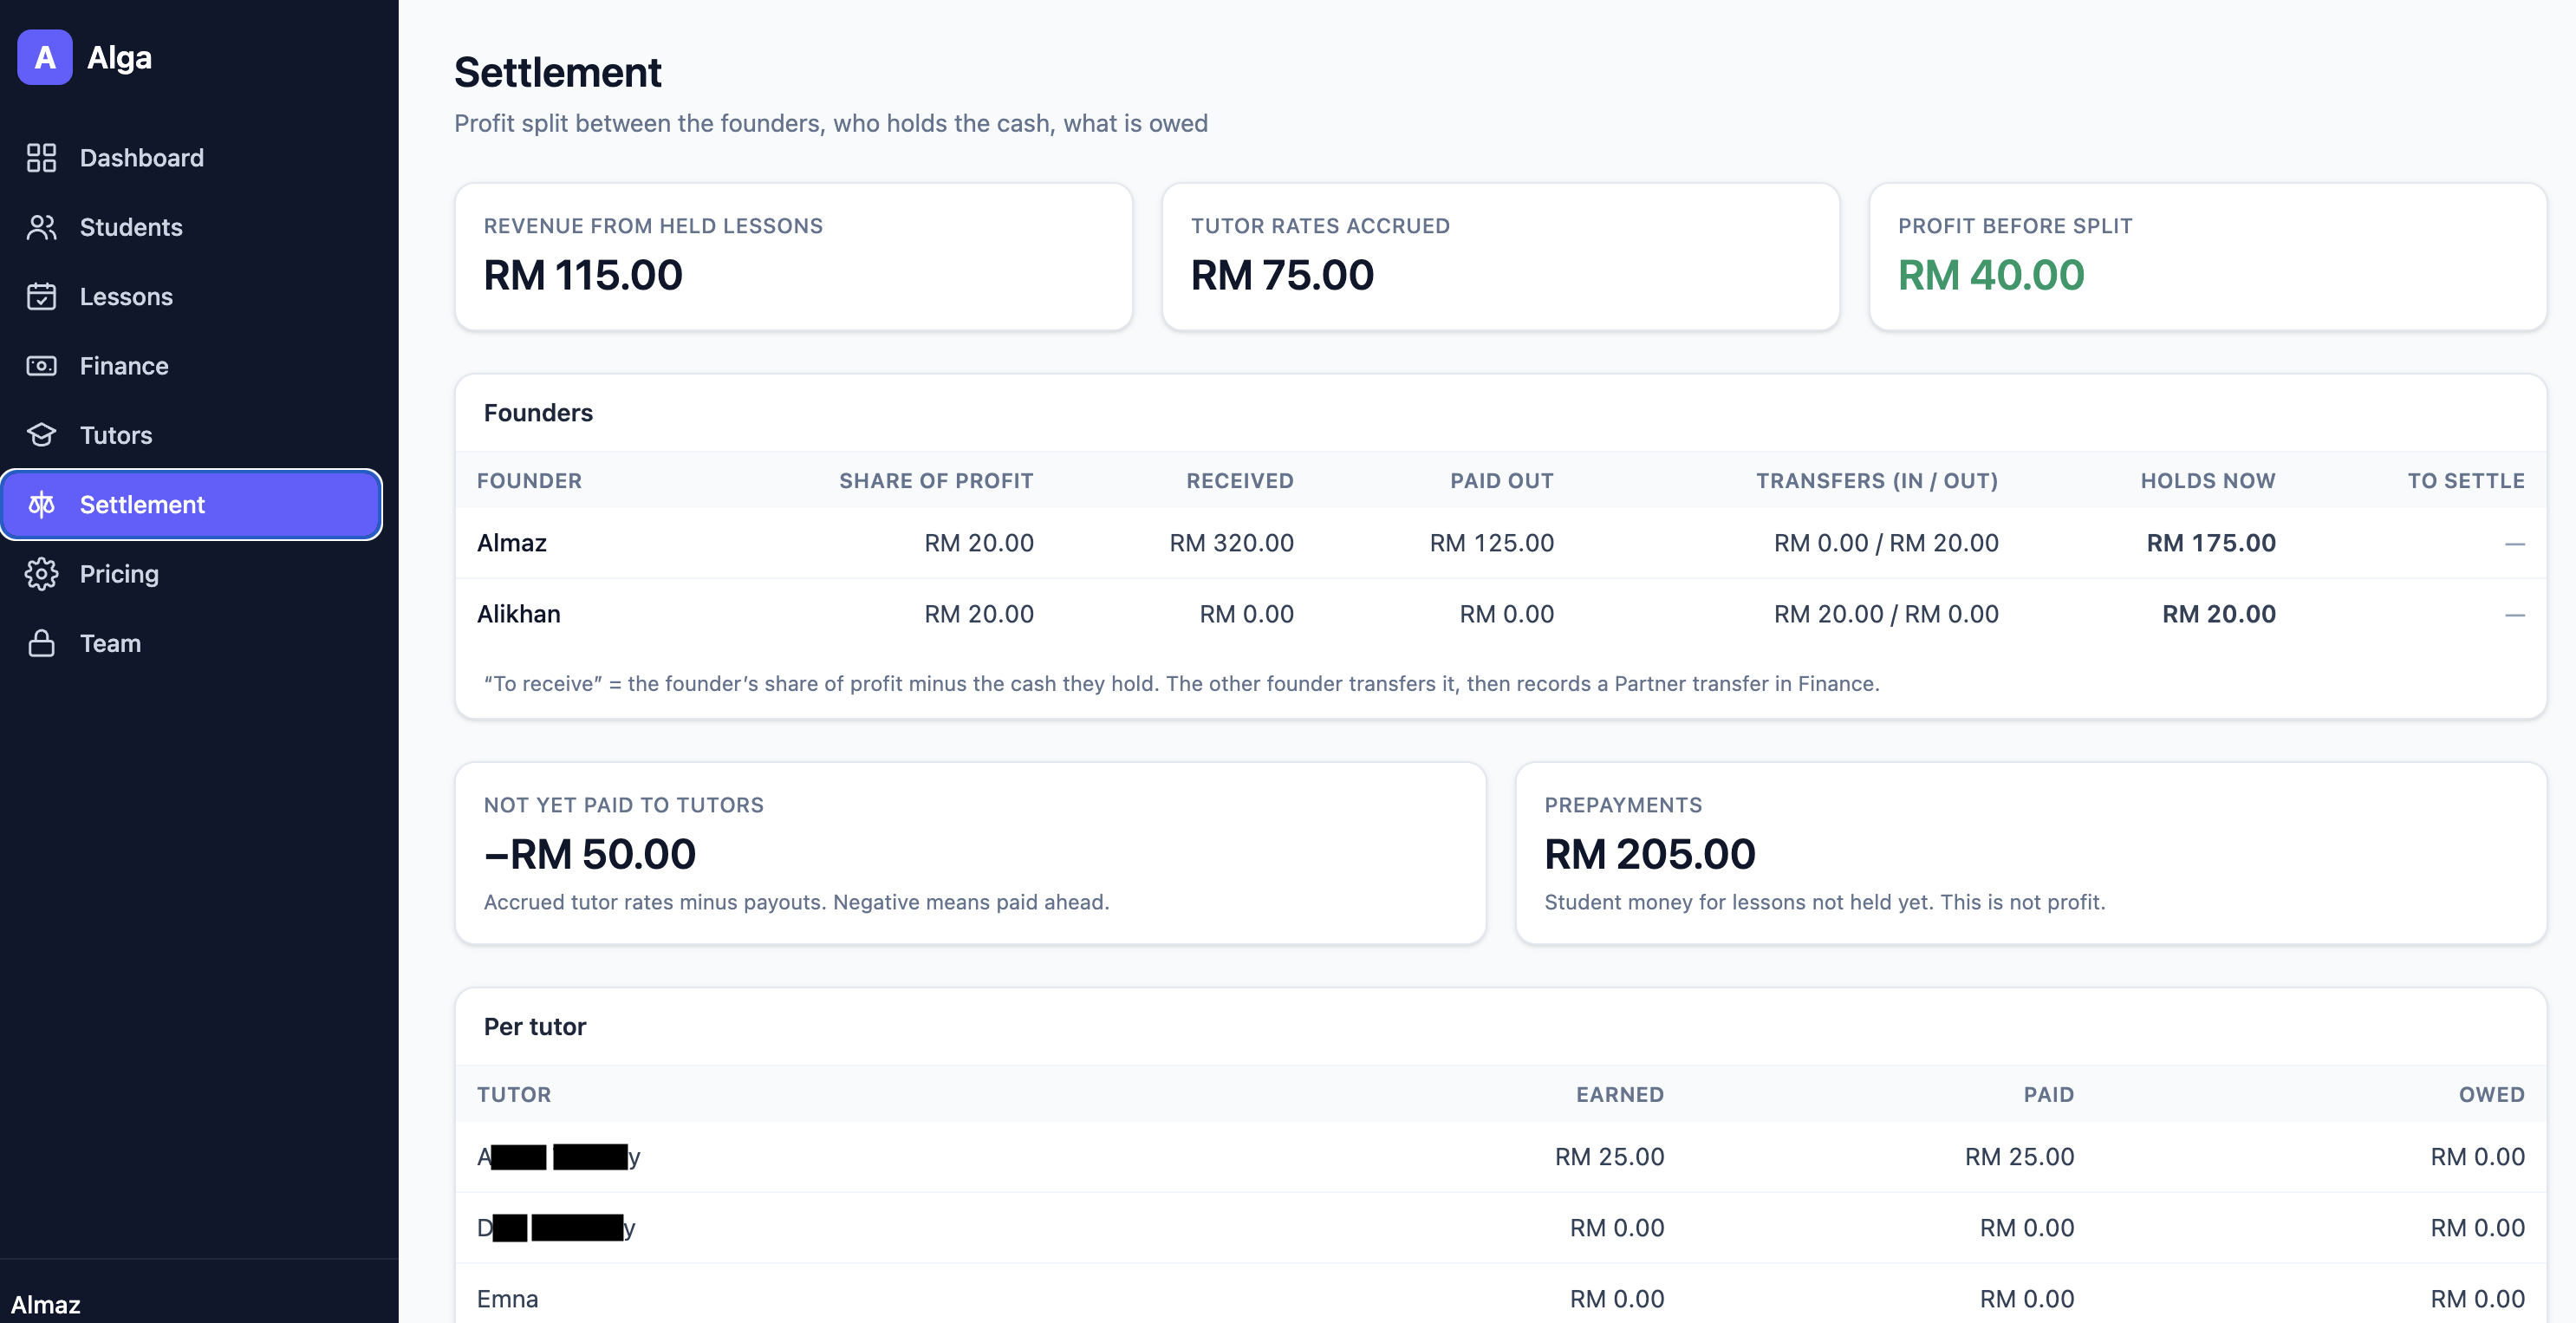 A Alga
Dashboard
Students
Lessons
Finance
Tutors
Settlement
Pricing
Team
Almaz
Settlement
Profit split between the founders, who holds the cash, what is owed
REVENUE FROM HELD LESSONS
RM 115.00
TUTOR RATES ACCRUED
RM 75.00
PROFIT BEFORE SPLIT
RM 40.00
Founders
FOUNDER SHARE OF PROFIT RECEIVED PAID OUT TRANSFERS (IN / OUT) HOLDS NOW TO SETTLE
Almaz RM 20.00 RM 320.00 RM 125.00 RM 0.00 / RM 20.00 RM 175.00 —
Alikhan RM 20.00 RM 0.00 RM 0.00 RM 20.00 / RM 0.00 RM 20.00 —
“To receive” = the founder’s share of profit minus the cash they hold. The other founder transfers it, then records a Partner transfer in Finance.
NOT YET PAID TO TUTORS
–RM 50.00
Accrued tutor rates minus payouts. Negative means paid ahead.
PREPAYMENTS
RM 205.00
Student money for lessons not held yet. This is not profit.
Per tutor
TUTOR EARNED PAID OWED
A y RM 25.00 RM 25.00 RM 0.00
D y RM 0.00 RM 0.00 RM 0.00
Emna RM 0.00 RM 0.00 RM 0.00